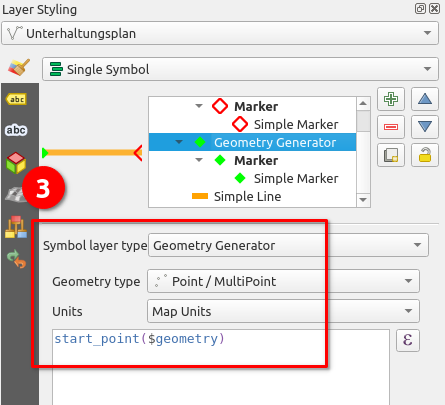 Layer Styling
Unterhaltungsplan
Single Symbol
abc
abc
Marker
Simple Marker
Geometry Generator
Marker
Simple Marker
Simple Line
3
Symbol layer type Geometry Generator
Geometry type Point / MultiPoint
Units Map Units
start_point($geometry)
ε